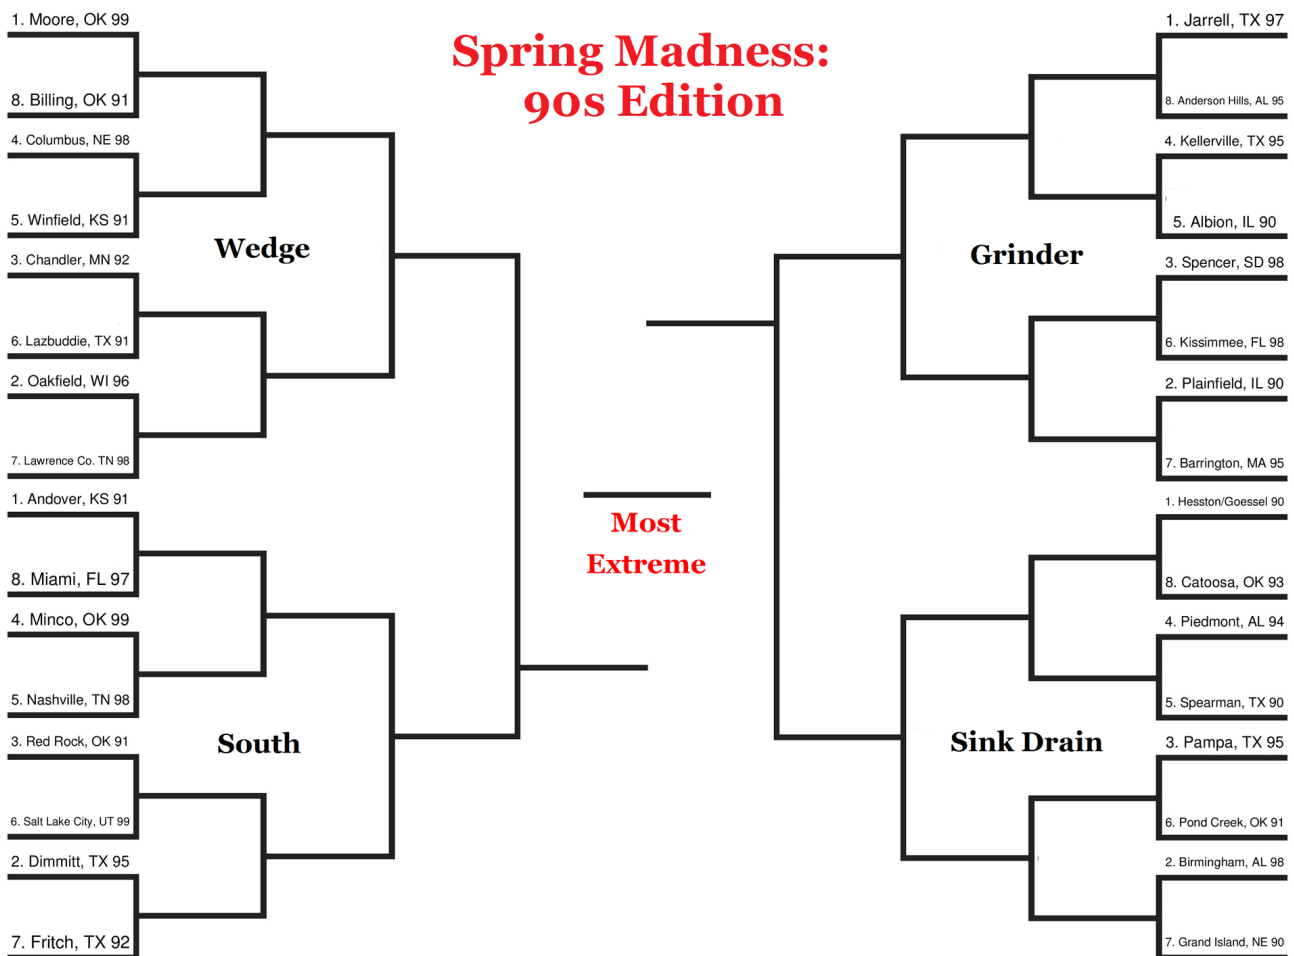 Spring Madness:
90s Edition
1. Moore, OK 99
8. Billing, OK 91
4. Columbus, NE 98
5. Winfield, KS 91
3. Chandler, MN 92
6. Lazbuddie, TX 91
2. Oakfield, WI 96
7. Lawrence Co. TN 98
Wedge
1. Andover, KS 91
8. Miami, FL 97
4. Minco, OK 99
5. Nashville, TN 98
3. Red Rock, OK 91
6. Salt Lake City, UT 99
2. Dimmitt, TX 95
7. Fritch, TX 92
South
Most
Extreme
1. Jarrell, TX 97
8. Anderson Hills, AL 95
4. Kellerville, TX 95
5. Albion, IL 90
3. Spencer, SD 98
6. Kissimmee, FL 98
2. Plainfield, IL 90
7. Barrington, MA 95
Grinder
1. Hesston/Goessel 90
8. Catoosa, OK 93
4. Piedmont, AL 94
5. Spearman, TX 90
3. Pampa, TX 95
6. Pond Creek, OK 91
2. Birmingham, AL 98
7. Grand Island, NE 90
Sink Drain